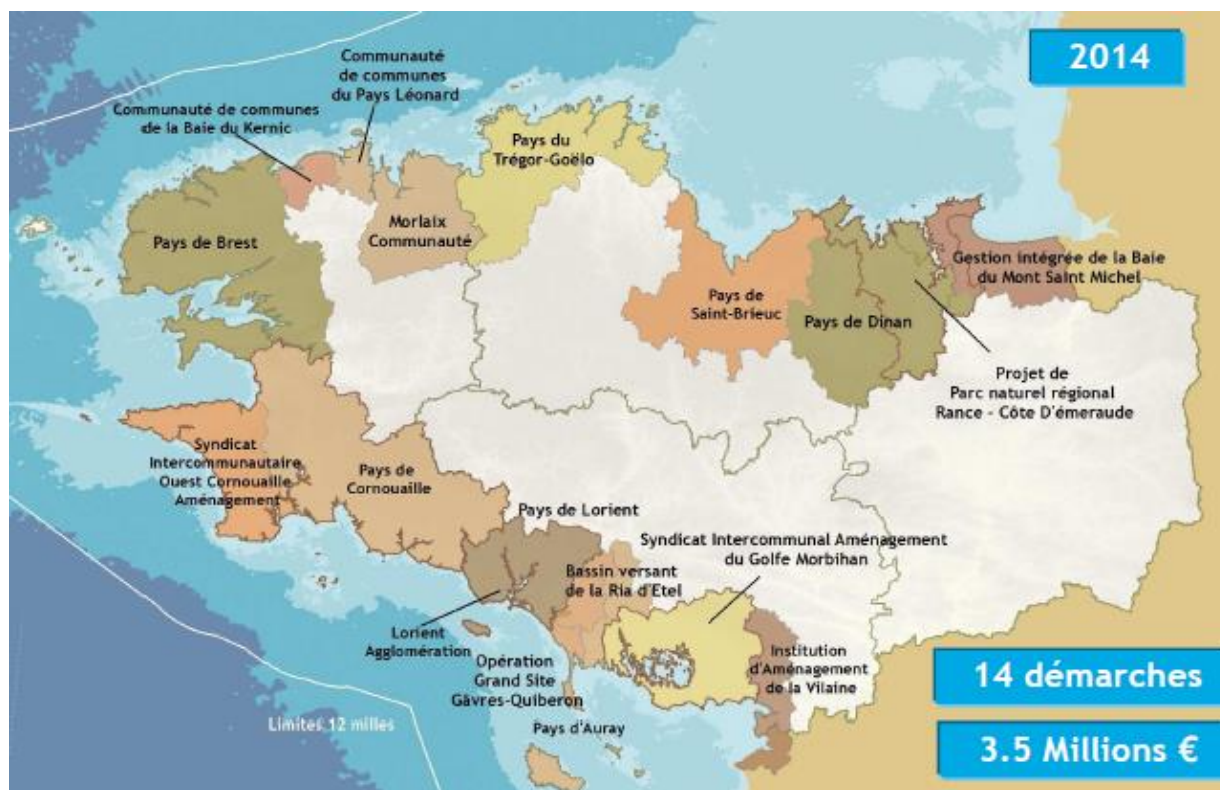 2014
Communauté
de communes
du Pays Léonard
Communauté de communes
de la Baie du Kernic
Pays du
Trégor-Goëlo
Morlaix
Communauté
Pays de Brest
Gestion intégrée de la Baie
du Mont Saint Michel
Pays de
Saint-Brieuc
Pays de Dinan
Projet de
Parc naturel régional
Rance - Côte D'émeraude
Syndicat
Intercommunautaire
Ouest Cornouaille
Aménagement
Pays de
Cornouaille
Pays de Lorient
Syndicat Intercommunal Aménagement
du Golfe Morbihan
Bassin versant
de la Ria d'Etel
Lorient
Agglomération
Opération
Grand Site
Gâvres-Quiberon
Institution
d'Aménagement
de la Vilaine
Pays d'Auray
Limites 12 milles
14 démarches
3.5 Millions €